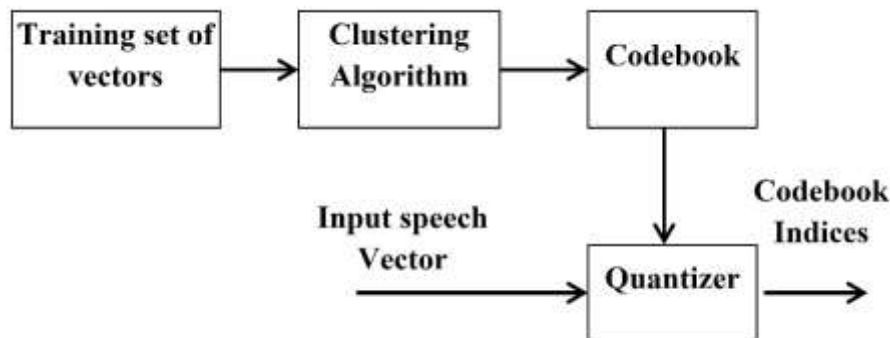 Training set of
vectors
Clustering
Algorithm
Codebook
Input speech
Vector
Codebook
Indices
Quantizer